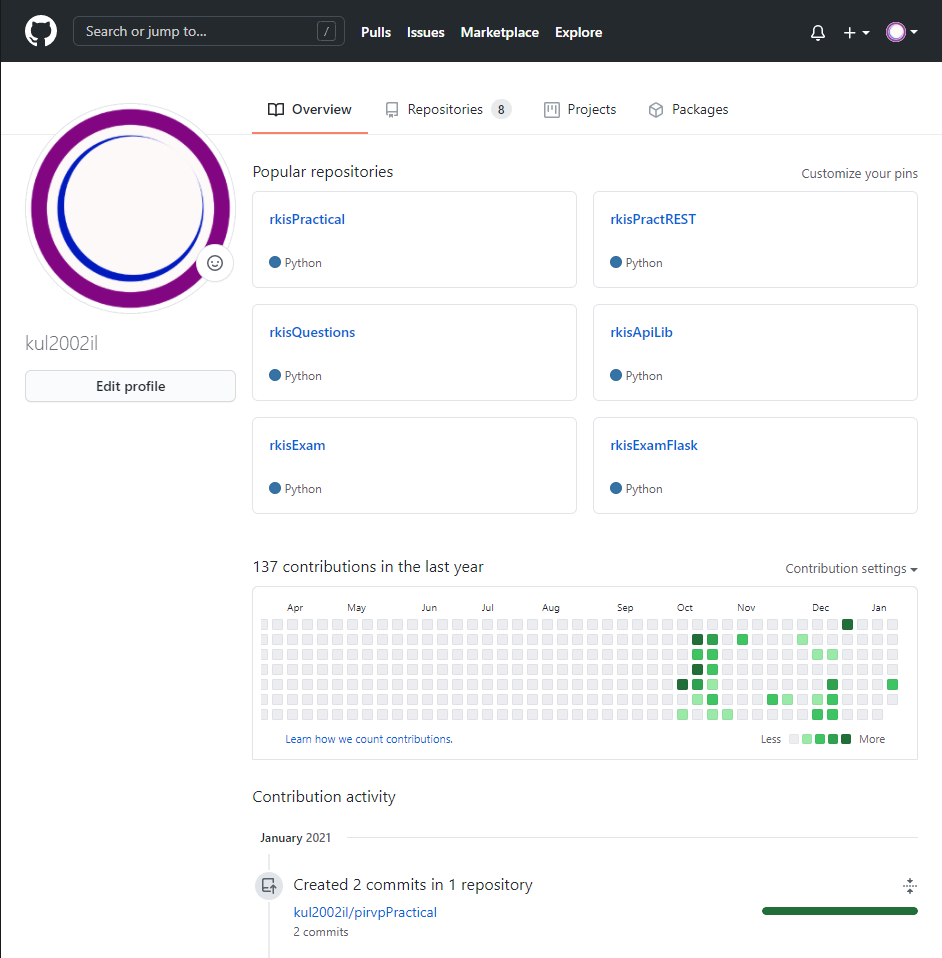 Search or jump to... / Pulls Issues Marketplace Explore
Overview Repositories 8 Projects Packages
Popular repositories Customize your pins
rkisPractical rkisPractREST
Python Python
kul2002il
Edit profile
rkisQuestions rkisApiLib
Python Python
rkisExam rkisExamFlask
Python Python
137 contributions in the last year Contribution settings
Apr May Jun Jul Aug Sep Oct Nov Dec Jan
Learn how we count contributions. Less More
Contribution activity
January 2021
Created 2 commits in 1 repository
kul2002il/pirvpPractical
2 commits